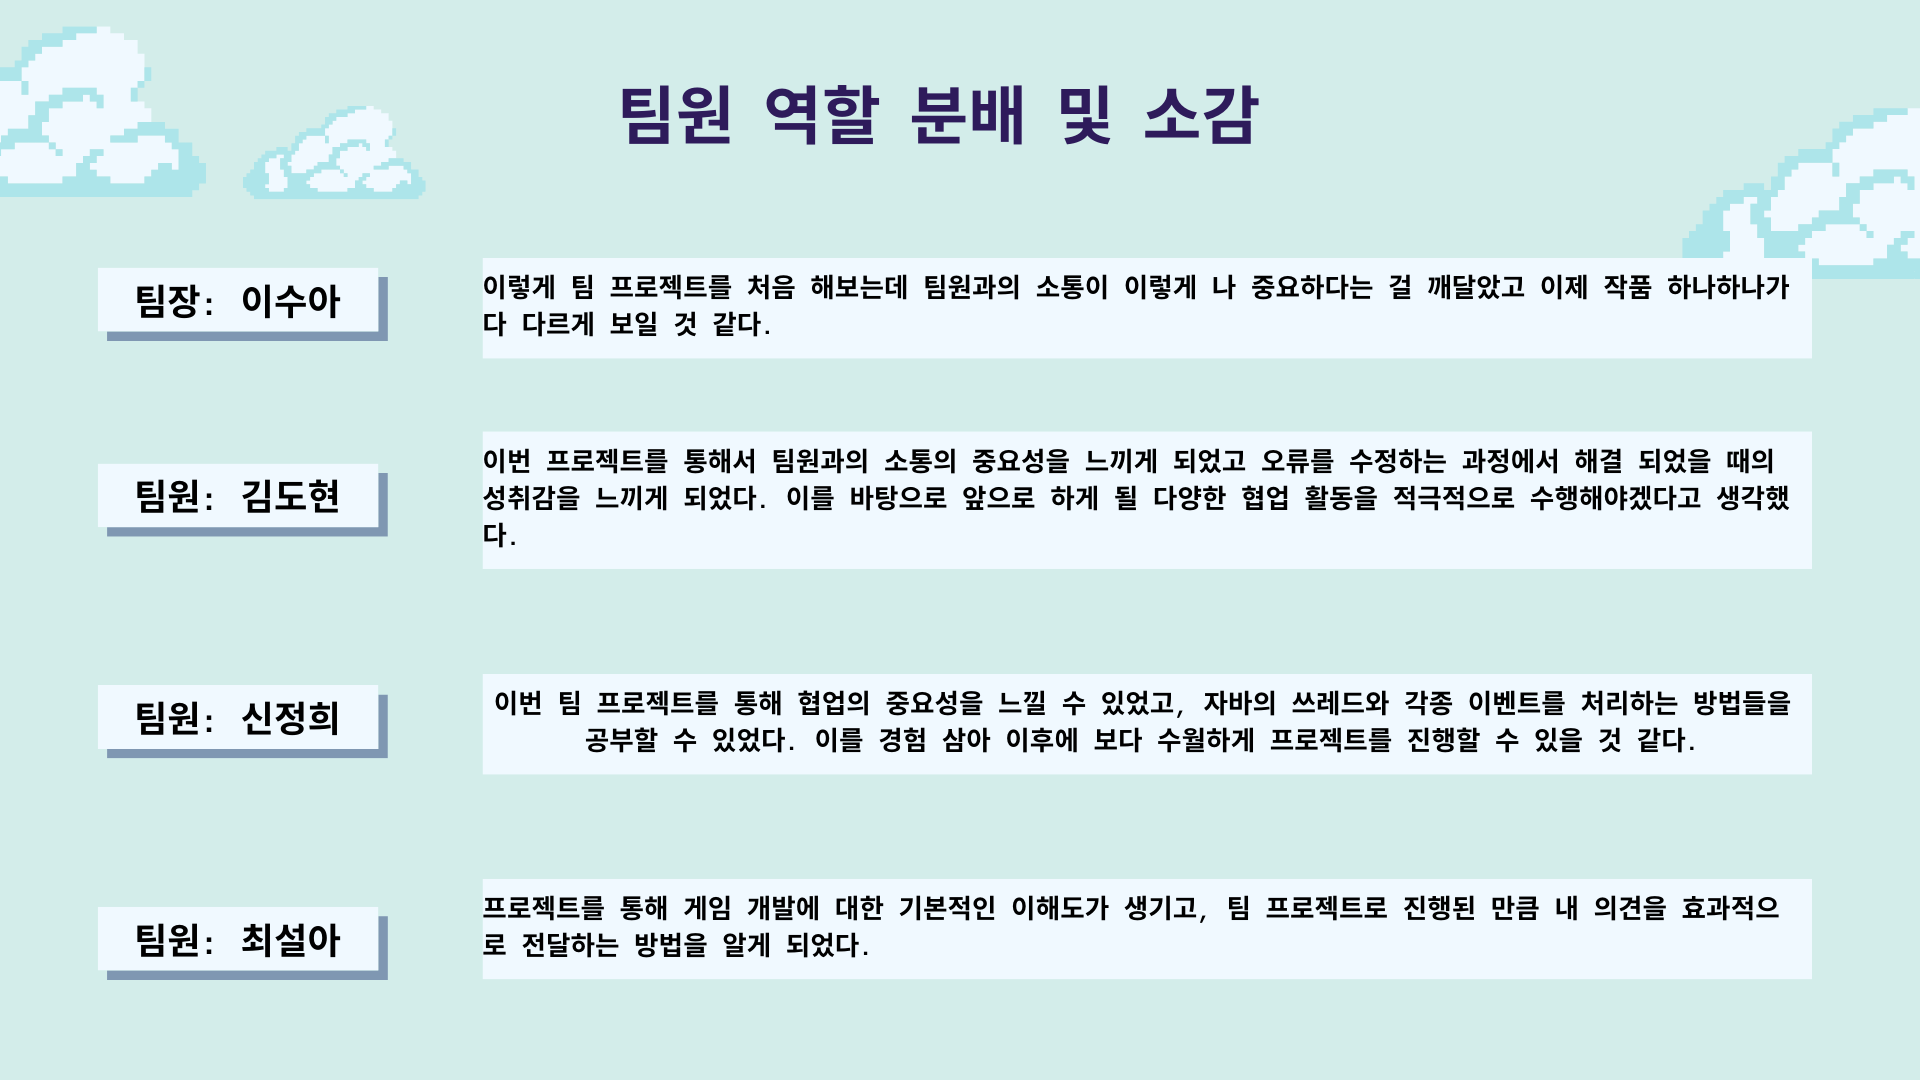 팀원 역할 분배 및 소감
팀장: 이수아
이렇게 팀 프로젝트를 처음 해보는데 팀원과의 소통이 이렇게 나 중요하다는 걸 깨달았고 이제 작품 하나하나가
다 다르게 보일 것 같다.
팀원: 김도현
이번 프로젝트를 통해서 팀원과의 소통의 중요성을 느끼게 되었고 오류를 수정하는 과정에서 해결 되었을 때의
성취감을 느끼게 되었다. 이를 바탕으로 앞으로 하게 될 다양한 협업 활동을 적극적으로 수행해야겠다고 생각했
다.
팀원: 신정희
이번 팀 프로젝트를 통해 협업의 중요성을 느낄 수 있었고, 자바의 쓰레드와 각종 이벤트를 처리하는 방법들을
공부할 수 있었다. 이를 경험 삼아 이후에 보다 수월하게 프로젝트를 진행할 수 있을 것 같다.
팀원: 최설아
프로젝트를 통해 게임 개발에 대한 기본적인 이해도가 생기고, 팀 프로젝트로 진행된 만큼 내 의견을 효과적으
로 전달하는 방법을 알게 되었다.